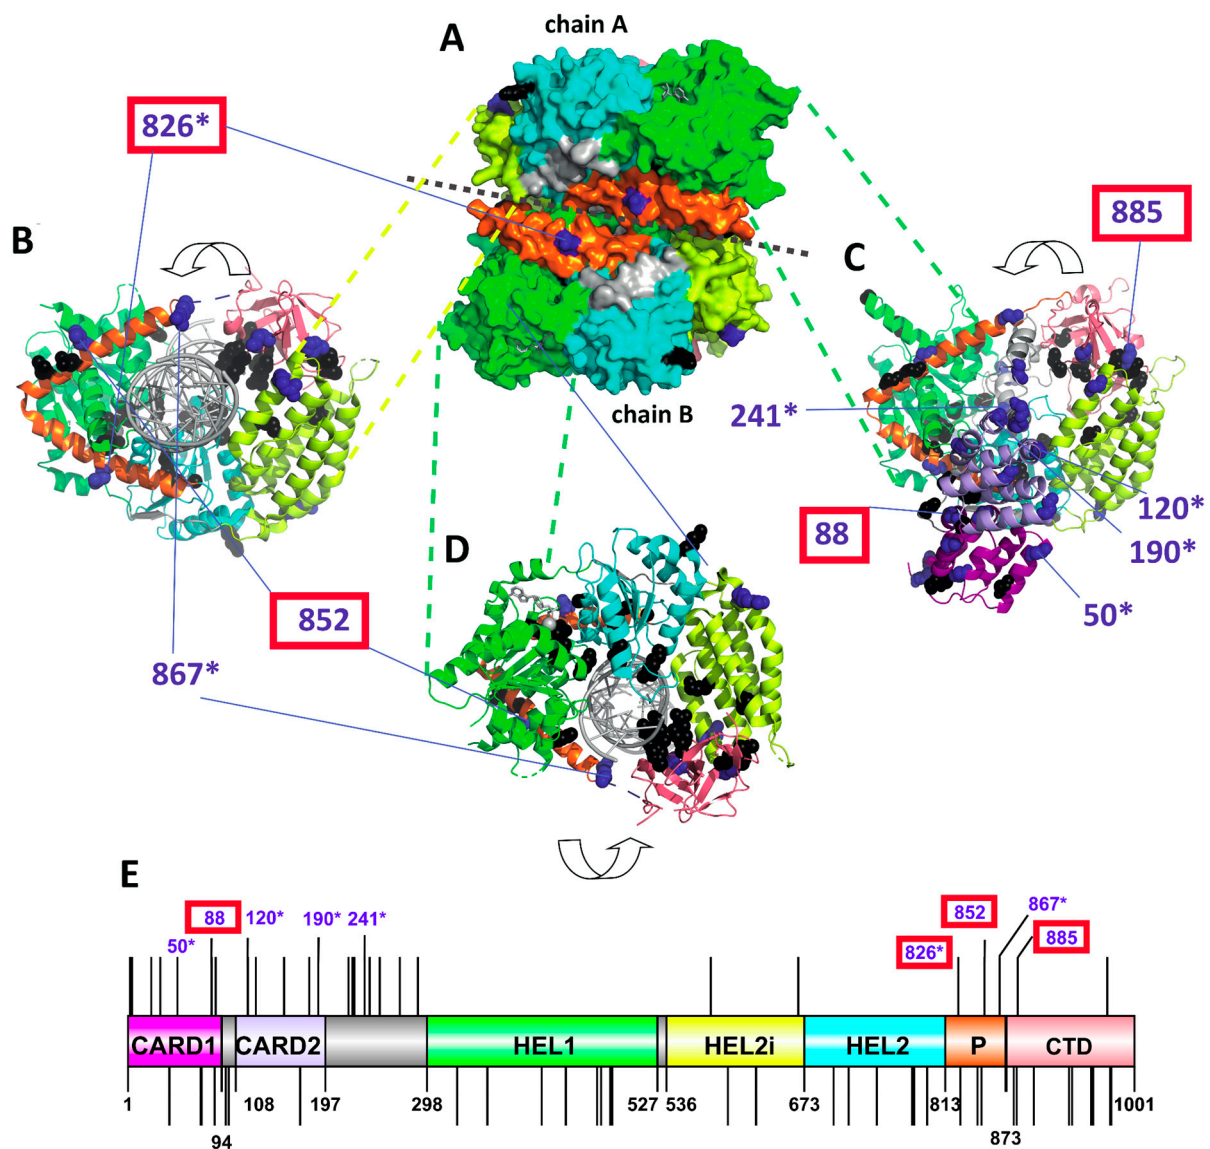 chain A
A
826*
885
B
C
chain B
241*
120*
88
190*
D
50*
852
867*
E
88 120* 190* 241* 852 867*
50* 826* 885
CARD1 CARD2 HEL1 HEL2i HEL2 P CTD
1 108 197 298 527 536 673 813 1001
94 873